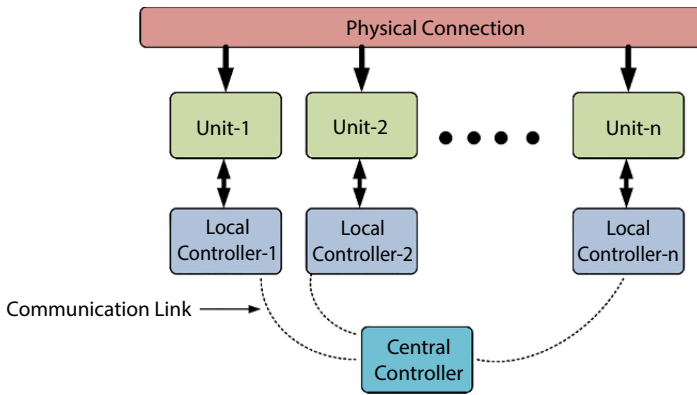 Physical Connection
Unit-1
Unit-2
Unit-n
Local
Controller-1
Local
Controller-2
Local
Controller-n
Communication Link
Central
Controller